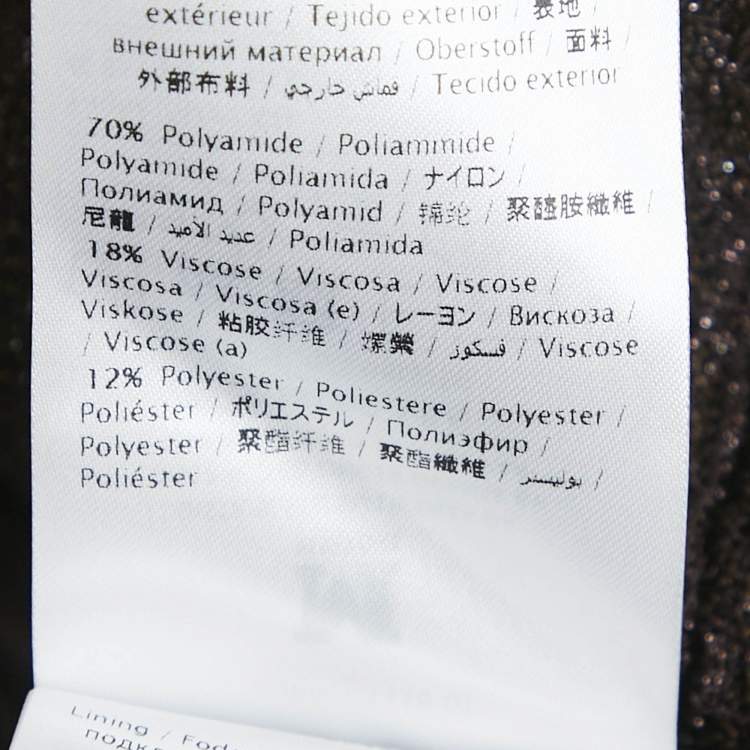 extérieur / Tejido exterior / 表地 /
внешний материал / Oberstoff / 面料 /
外部布料 / قماش خارجي / Tecido exterior
70% Polyamide / Poliammide /
Polyamide / Poliamida / ナイロン /
Полиамид / Polyamid / 锦纶 / 聚醯胺纖維 /
尼龍 / عديد الأميد / Poliamida
18% Viscose / Viscosa / Viscose /
Viscosa / Viscosa (e) / レーヨン / Вискоза /
Viskose / 粘胶纤维 / 嫘縈 / فسكوز / Viscose
/ Viscose (a)
12% Polyester / Poliestere / Polyester /
Poliéster / ポリエステル / Полиэфир /
Polyester / 聚酯纤维 / 聚酯纖維 / بوليستر /
Poliéster
Lining / Fod